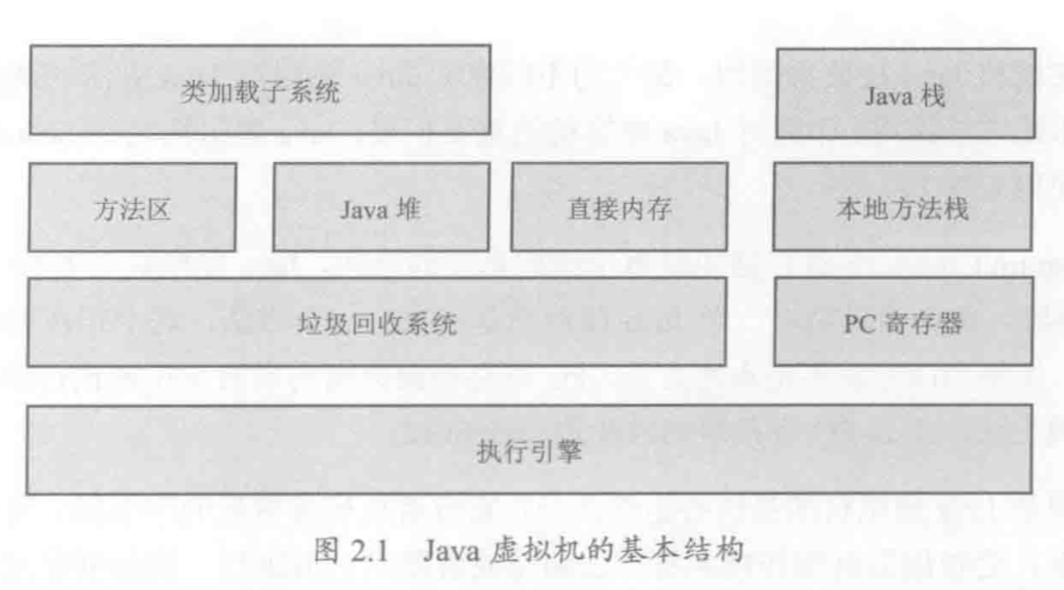 类加载子系统
Java 栈
方法区
Java 堆
直接内存
本地方法栈
垃圾回收系统
PC 寄存器
执行引擎
图 2.1 Java 虚拟机的基本结构